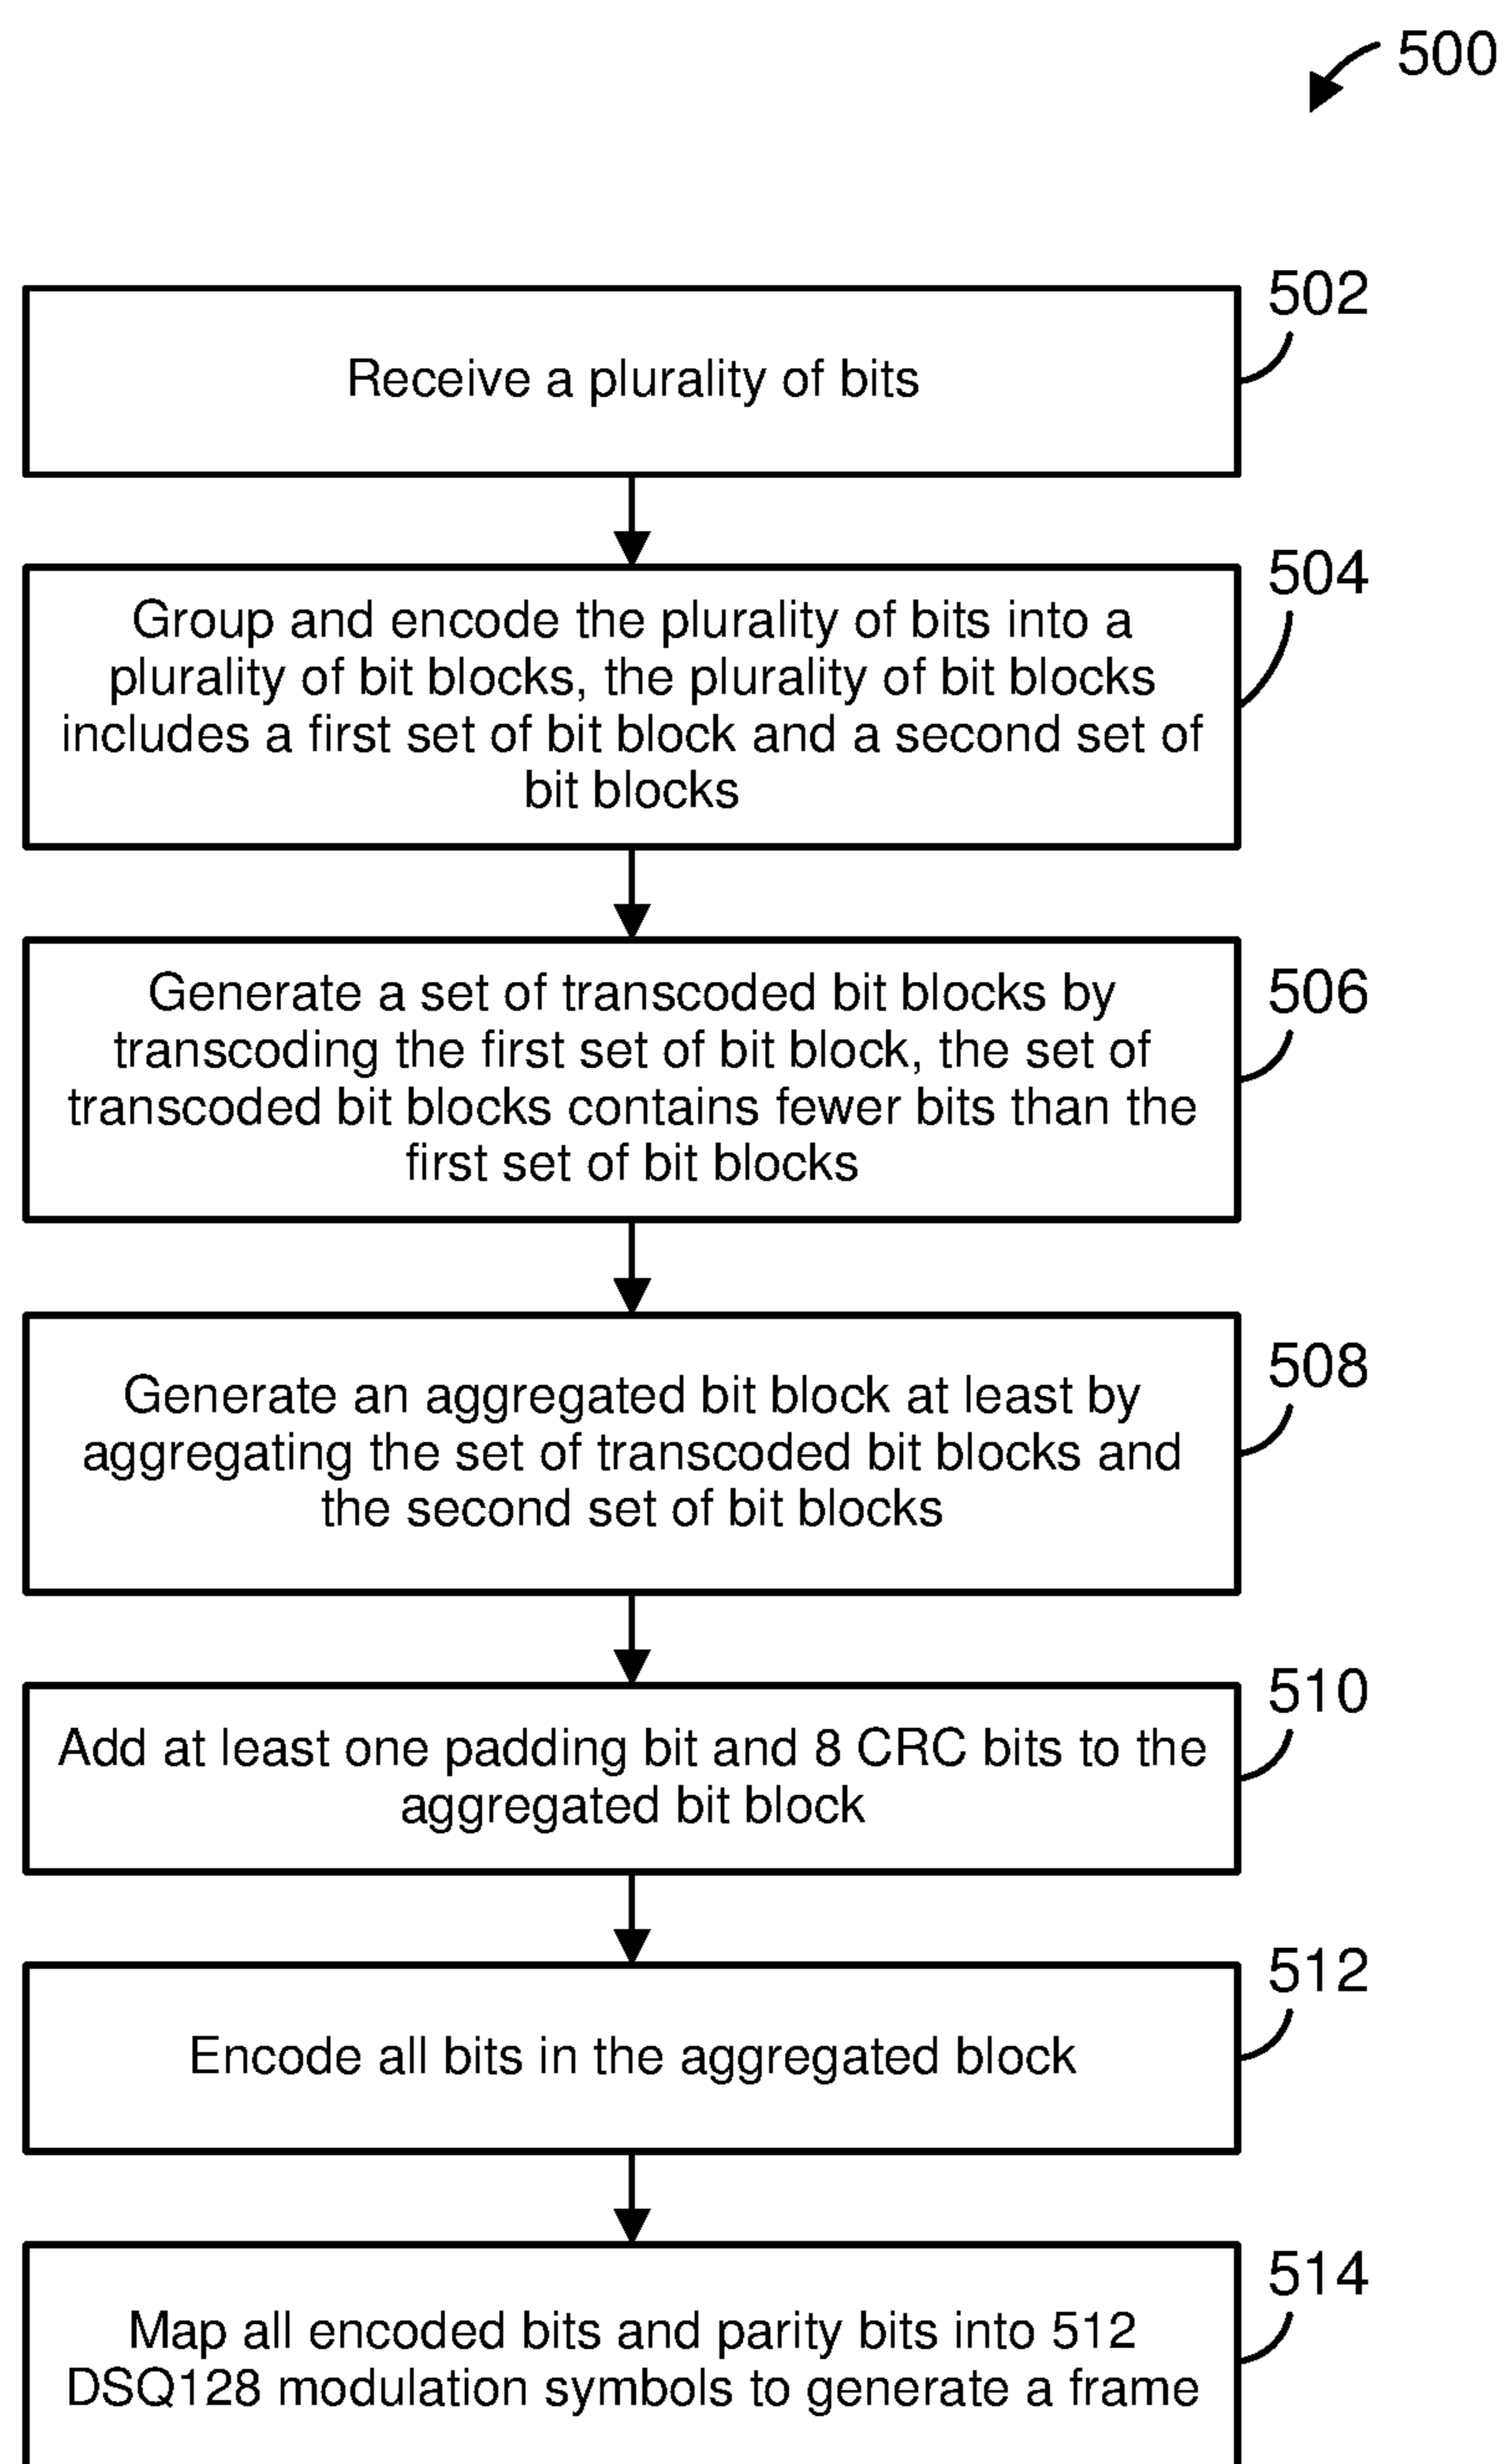 500
502
Receive a plurality of bits
504
Group and encode the plurality of bits into a
plurality of bit blocks, the plurality of bit blocks
includes a first set of bit block and a second set of
bit blocks
506
Generate a set of transcoded bit blocks by
transcoding the first set of bit block, the set of
transcoded bit blocks contains fewer bits than the
first set of bit blocks
508
Generate an aggregated bit block at least by
aggregating the set of transcoded bit blocks and
the second set of bit blocks
510
Add at least one padding bit and 8 CRC bits to the
aggregated bit block
512
Encode all bits in the aggregated block
514
Map all encoded bits and parity bits into 512
DSQ128 modulation symbols to generate a frame